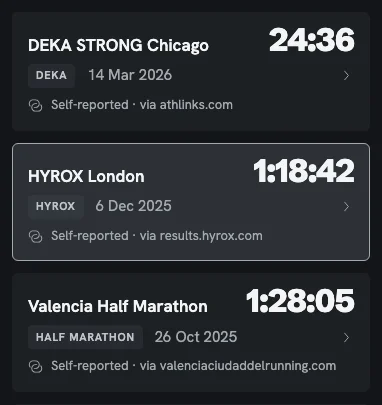 DEKA STRONG Chicago 24:36
DEKA 14 Mar 2026
Self-reported · via athlinks.com
HYROX London 1:18:42
HYROX 6 Dec 2025
Self-reported · via results.hyrox.com
Valencia Half Marathon 1:28:05
HALF MARATHON 26 Oct 2025
Self-reported · via valenciaciudaddelrunning.com